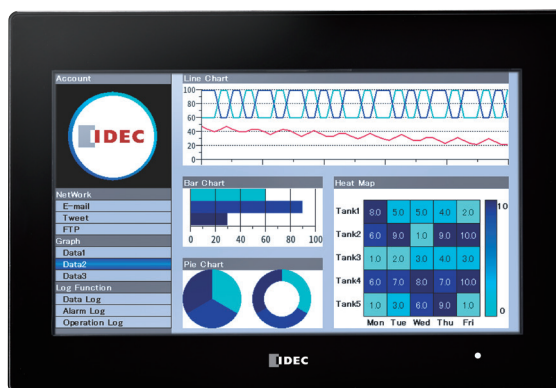 Account
IDEC
NetWork
E-mail
Tweet
FTP
Graph
Data1
Data2
Data3
Log Function
Data Log
Alarm Log
Operation Log
Line Chart
100
80
60
40
20
0
Bar Chart
0 20 40 60 80 100
Pie Chart
Heat Map
Tank1 8.0 5.0 5.0 4.0 2.0
Tank2 6.0 9.0 1.0 9.0 10.0
Tank3 1.0 2.0 3.0 4.0 3.0
Tank4 6.0 7.0 8.0 7.0 10.0
Tank5 1.0 3.0 6.0 9.0 1.0
Mon Tue Wed Thu Fri
10
0
IDEC